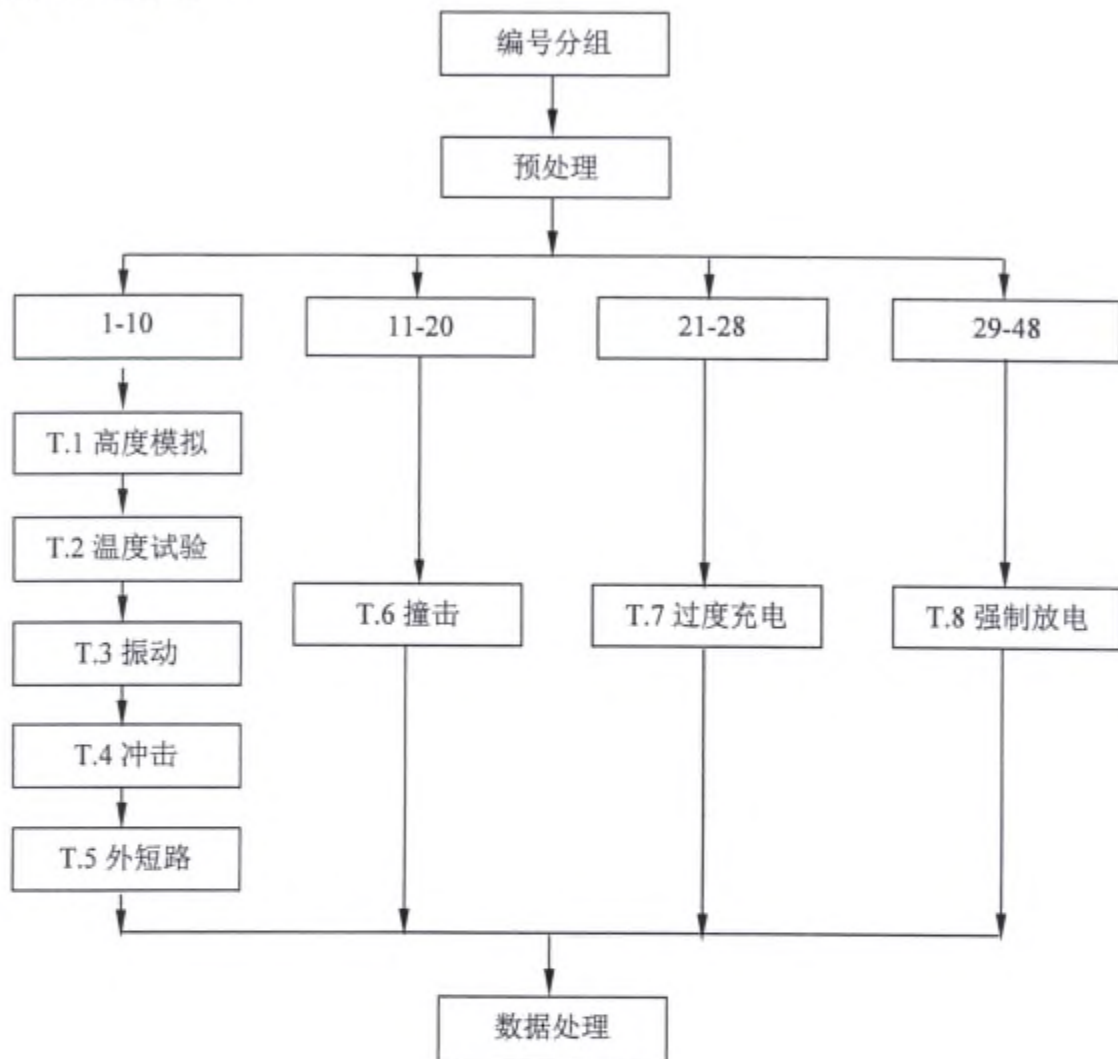 编号分组
预处理
1-10
11-20
21-28
29-48
T.1 高度模拟
T.2 温度试验
T.6 撞击
T.7 过度充电
T.8 强制放电
T.3 振动
T.4 冲击
T.5 外短路
数据处理